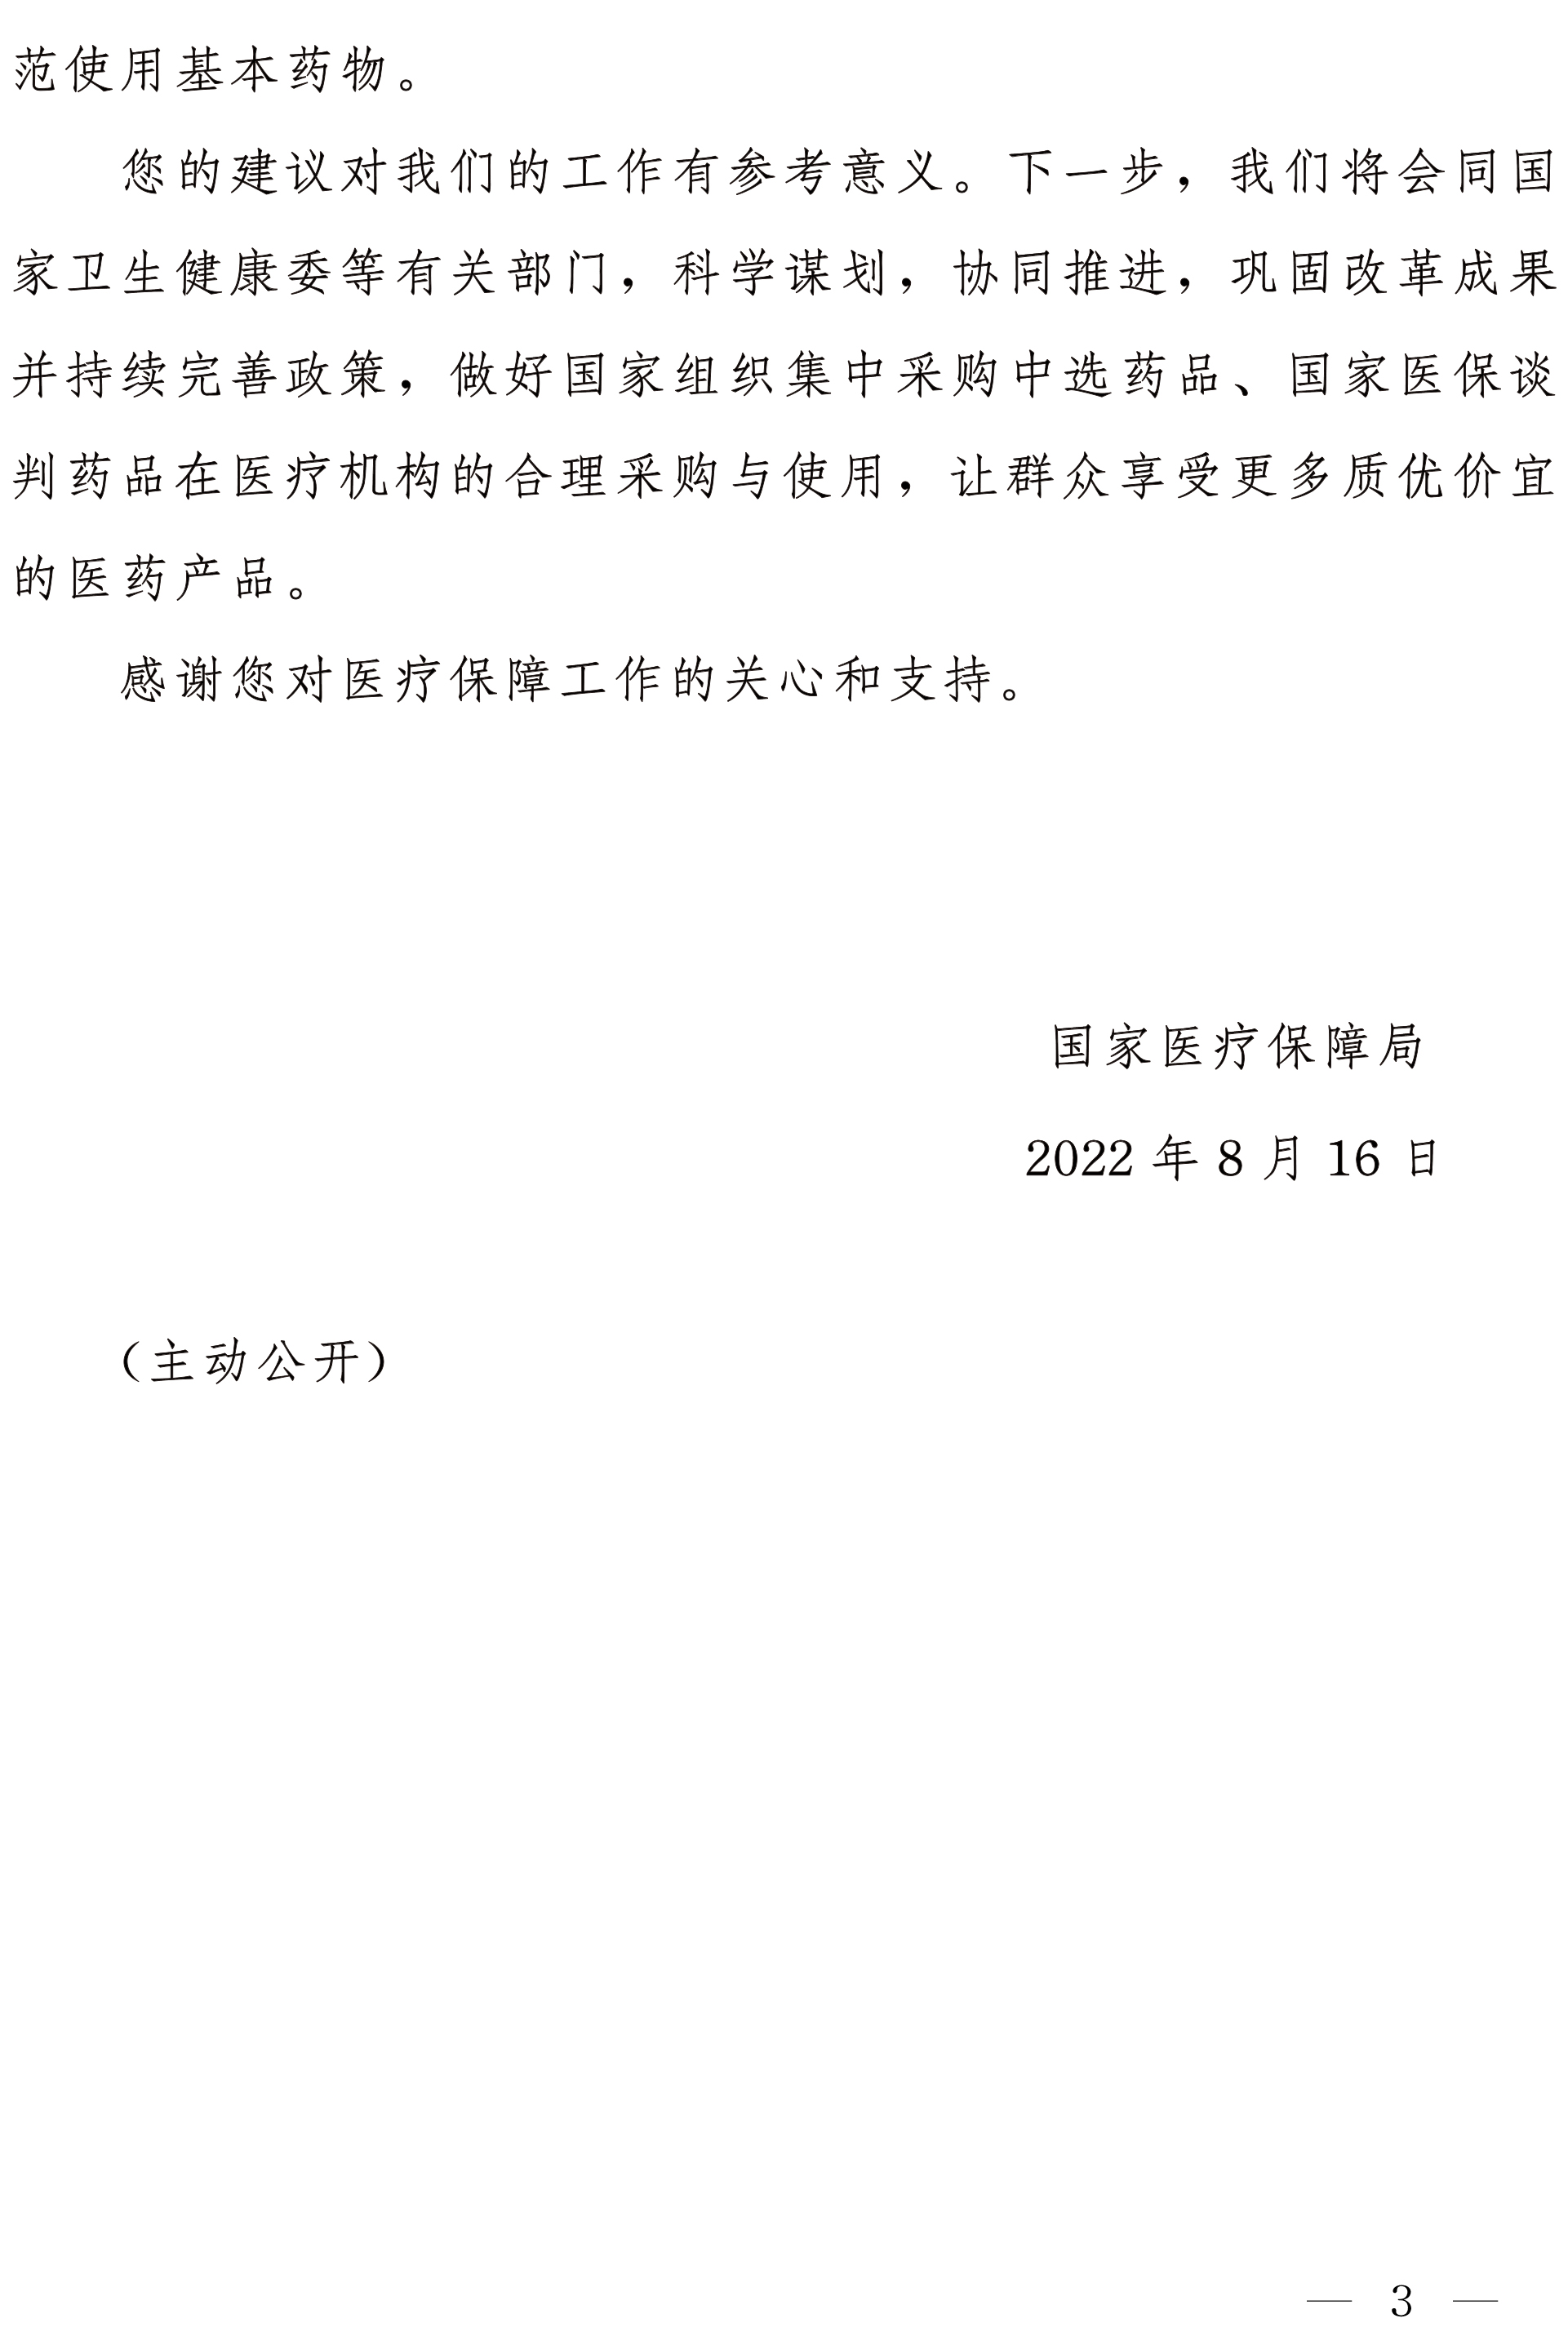 范使用基本药物。
您的建议对我们的工作有参考意义。下一步，我们将会同国
家卫生健康委等有关部门，科学谋划，协同推进，巩固改革成果
并持续完善政策，做好国家组织集中采购中选药品、国家医保谈
判药品在医疗机构的合理采购与使用，让群众享受更多质优价宜
的医药产品。
感谢您对医疗保障工作的关心和支持。
国家医疗保障局
2022 年 8 月 16 日
（主动公开）
— 3 —